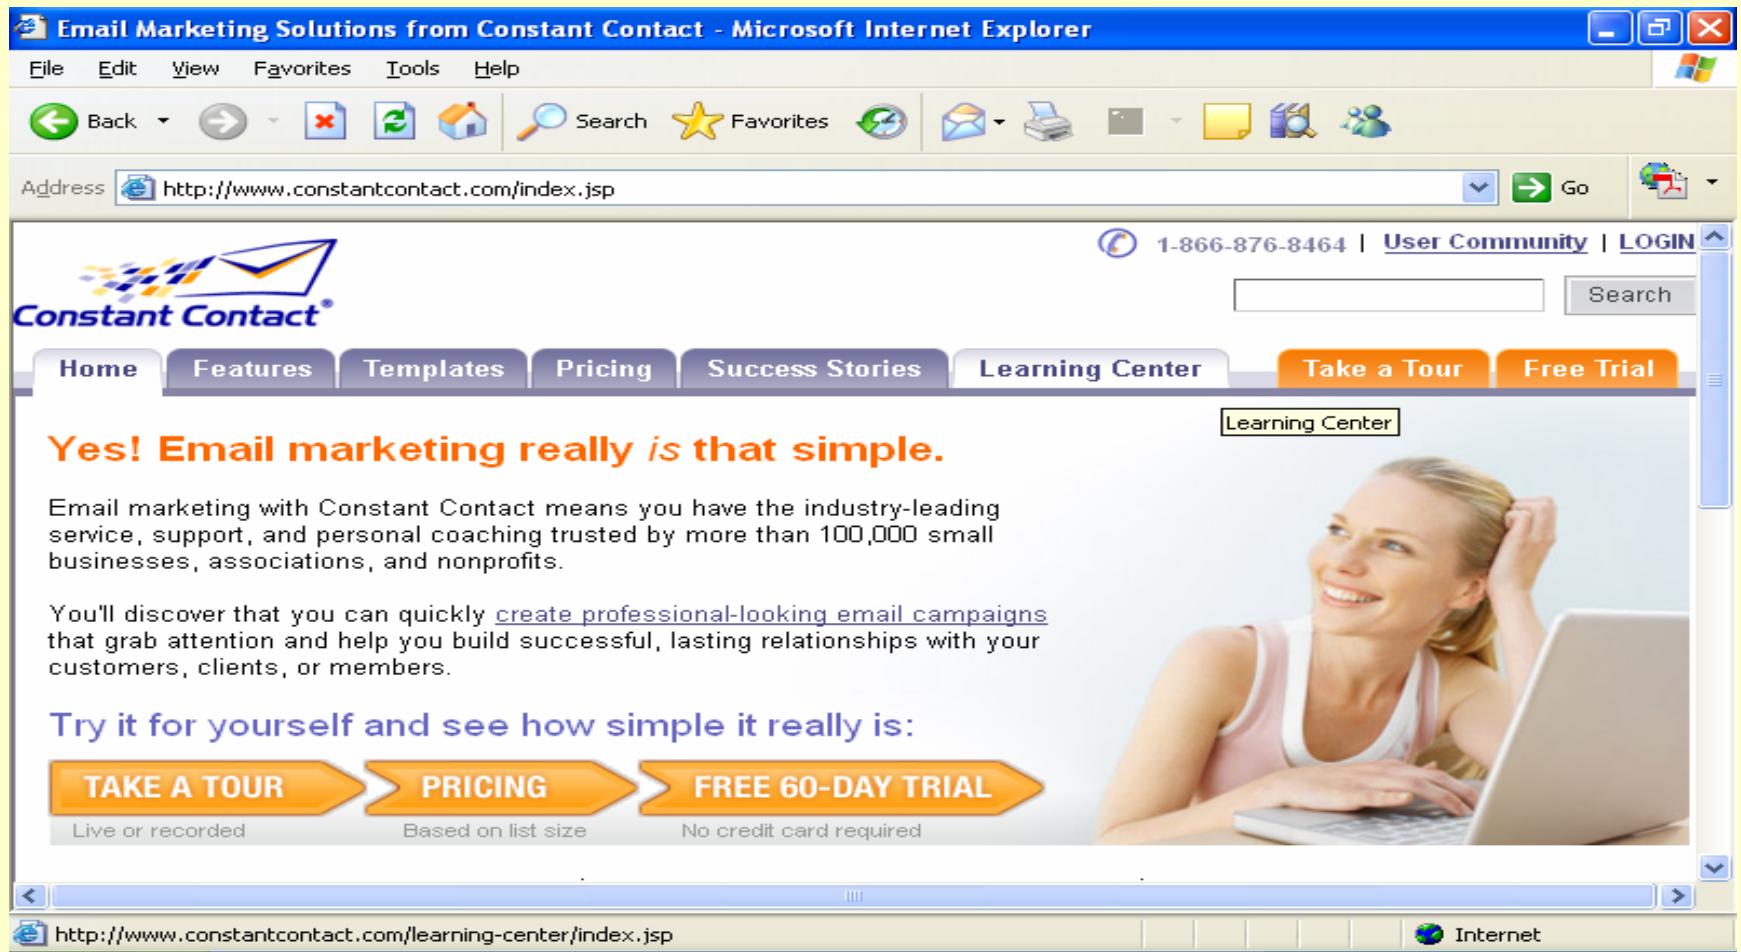 Email Marketing Solutions from Constant Contact - Microsoft Internet Explorer
File Edit View Favorites Tools Help
Back Search Favorites
Address http://www.constantcontact.com/index.jsp Go
1-866-876-8464 | User Community | LOGIN
Constant Contact®
Search
Home Features Templates Pricing Success Stories Learning Center Take a Tour Free Trial
Learning Center
Yes! Email marketing really is that simple.
Email marketing with Constant Contact means you have the industry-leading
service, support, and personal coaching trusted by more than 100,000 small
businesses, associations, and nonprofits.
You'll discover that you can quickly create professional-looking email campaigns
that grab attention and help you build successful, lasting relationships with your
customers, clients, or members.
Try it for yourself and see how simple it really is:
TAKE A TOUR PRICING FREE 60-DAY TRIAL
Live or recorded Based on list size No credit card required
http://www.constantcontact.com/learning-center/index.jsp Internet